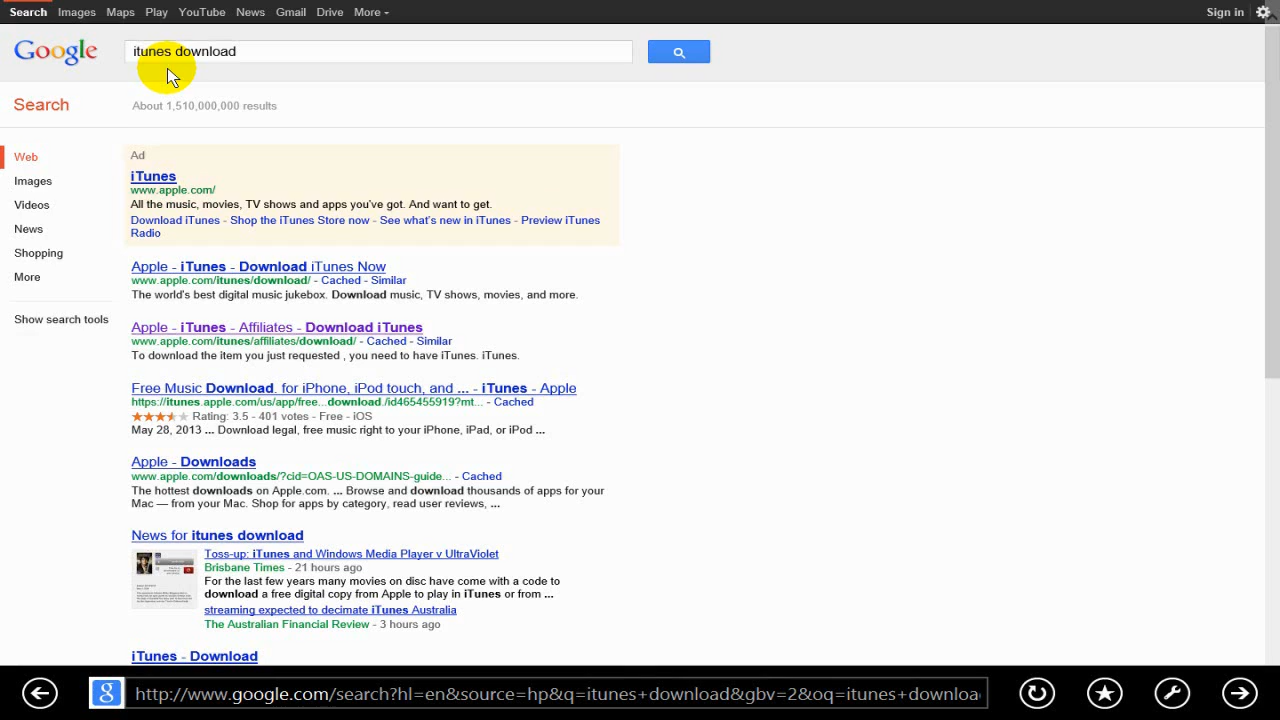 Search Images Maps Play YouTube News Gmail Drive More Sign in
Google itunes download
Search About 1,510,000,000 results
Web
Images
Videos
News
Shopping
More
Show search tools
Ad
iTunes
www.apple.com/
All the music, movies, TV shows and apps you've got. And want to get.
Download iTunes - Shop the iTunes Store now - See what's new in iTunes - Preview iTunes
Radio
Apple - iTunes - Download iTunes Now
www.apple.com/itunes/download/ - Cached - Similar
The world's best digital music jukebox. Download music, TV shows, movies, and more.
Apple - iTunes - Affiliates - Download iTunes
www.apple.com/itunes/affiliates/download/ - Cached - Similar
To download the item you just requested , you need to have iTunes. iTunes.
Free Music Download. for iPhone, iPod touch, and ... - iTunes - Apple
https://itunes.apple.com/us/app/free...download./id465455919?mt... - Cached
Rating: 3.5 - 401 votes - Free - iOS
May 28, 2013 ... Download legal, free music right to your iPhone, iPad, or iPod ...
Apple - Downloads
www.apple.com/downloads/?cid=OAS-US-DOMAINS-guide... - Cached
The hottest downloads on Apple.com. ... Browse and download thousands of apps for your
Mac — from your Mac. Shop for apps by category, read user reviews, ...
News for itunes download
Toss-up: iTunes and Windows Media Player v UltraViolet
Brisbane Times - 21 hours ago
For the last few years many movies on disc have come with a code to
download a free digital copy from Apple to play in iTunes or from ...
streaming expected to decimate iTunes Australia
The Australian Financial Review - 3 hours ago
iTunes - Download
g http://www.google.com/search?hl=en&source=hp&q=itunes+download&gbv=2&oq=itunes+downloa